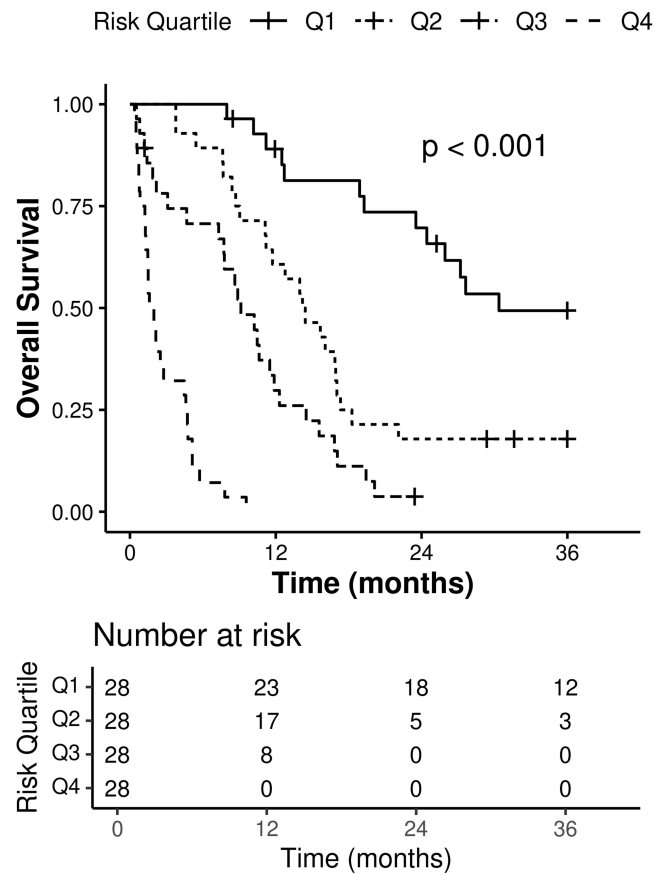 Risk Quartile Q1 Q2 Q3 Q4
1.00
p < 0.001
0.75
0.50
0.25
0.00
Overall Survival
0 12 24 36
Time (months)
Number at risk
Risk Quartile
Q1 28 23 18 12
Q2 28 17 5 3
Q3 28 8 0 0
Q4 28 0 0 0
0 12 24 36
Time (months)